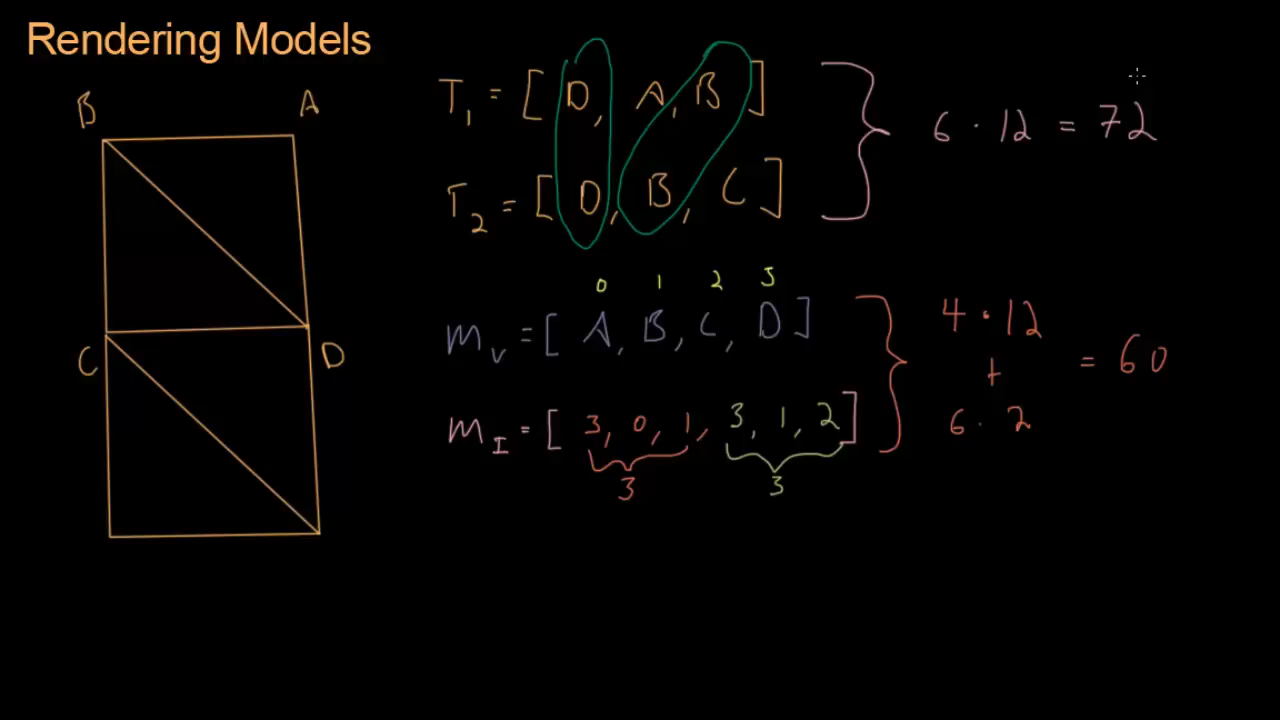 Rendering Models
B A
C D
T1 = [ D, A, B ]
T2 = [ D, B, C ]
6 · 12 = 72
0 1 2 3
mV = [ A, B, C, D ]
mI = [ 3, 0, 1, 3, 1, 2 ]
3 3
4 · 12
+
6 · 2
= 60